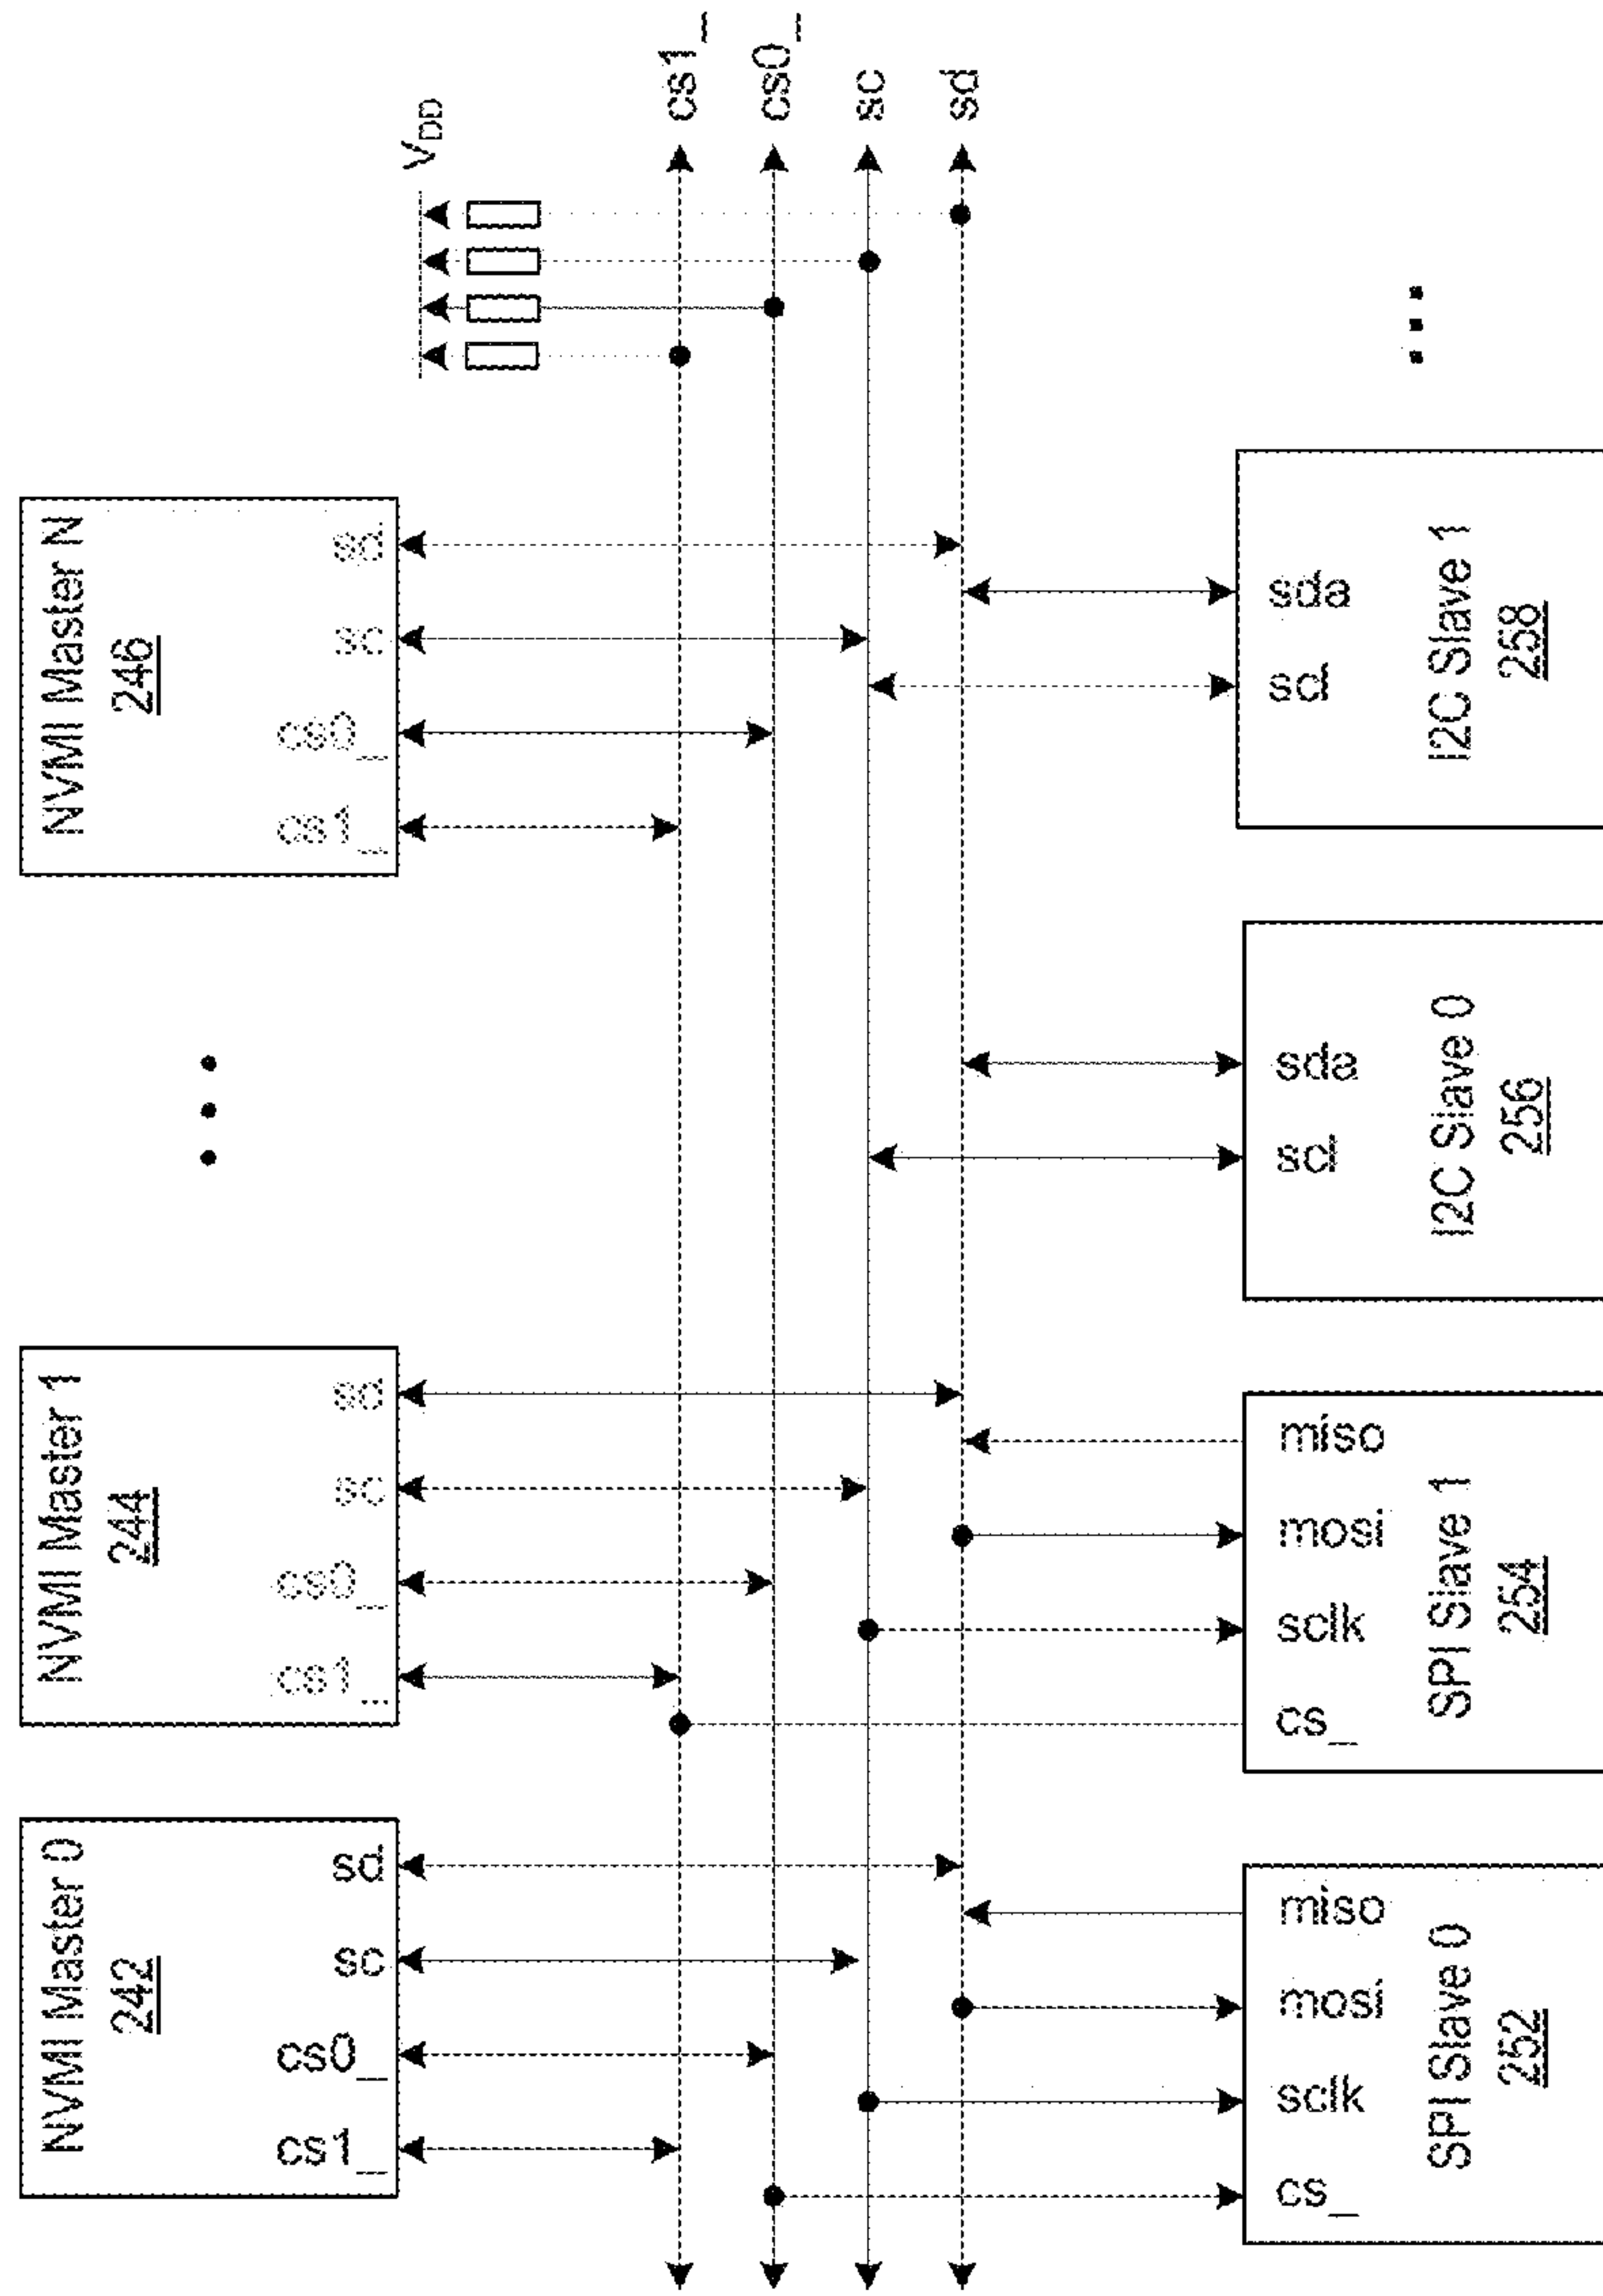 NVMI Master 0
242
cs1_
cs0_
sc
sd
NVMI Master 1
244
cs1_
cs0_
sc
sd
NVMI Master N
246
cs1_
cs0_
sc
sd
VDD
cs1_
cs0_
sc
sd
cs_
sclk
mosi
miso
SPI Slave 0
252
cs_
sclk
mosi
miso
SPI Slave 1
254
scl
sda
I2C Slave 0
256
scl
sda
I2C Slave 1
258